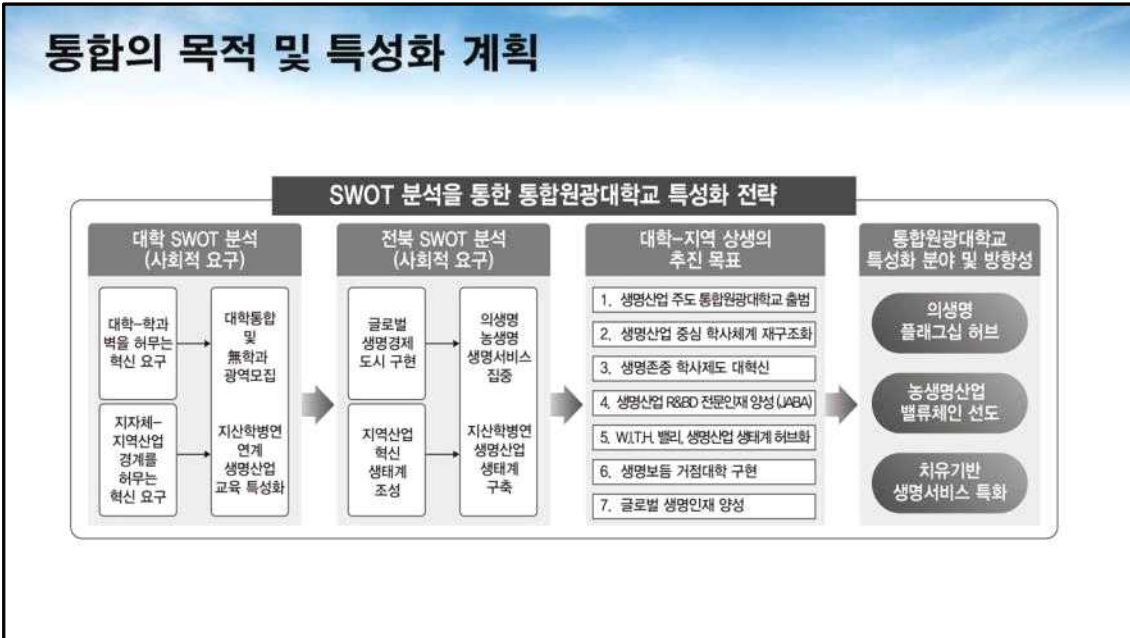 통합의 목적 및 특성화 계획
SWOT 분석을 통한 통합원광대학교 특성화 전략
대학 SWOT 분석
(사회적 요구)
대학-학과
벽을 허무는
혁신 요구
대학통합
및
無학과
광역모집
지자체-
지역산업
경계를
허무는
혁신 요구
지산학병연
연계
생명산업
교육 특성화
전북 SWOT 분석
(사회적 요구)
글로벌
생명경제
도시 구현
의생명
농생명
생명서비스
집중
지역산업
혁신
생태계
조성
지산학병연
생명산업
생태계
구축
대학-지역 상생의
추진 목표
1. 생명산업 주도 통합원광대학교 출범
2. 생명산업 중심 학사체계 재구조화
3. 생명존중 학사제도 대혁신
4. 생명산업 R&BD 전문인재 양성(JABA)
5. W.I.T.H. 밸리, 생명산업 생태계 허브화
6. 생명보듬 거점대학 구현
7. 글로벌 생명인재 양성
통합원광대학교
특성화 분야 및 방향성
의생명
플래그십 허브
농생명산업
밸류체인 선도
치유기반
생명서비스 특화